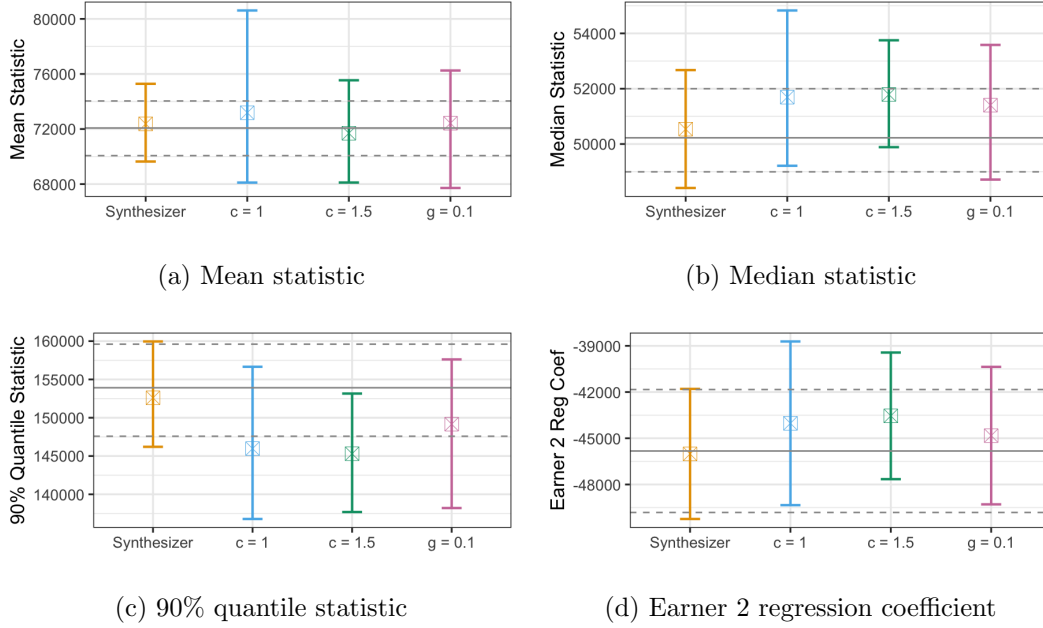 Mean Statistic
80000
76000
72000
68000
Synthesizer c = 1 c = 1.5 g = 0.1
(a) Mean statistic
Median Statistic
54000
52000
50000
Synthesizer c = 1 c = 1.5 g = 0.1
(b) Median statistic
90% Quantile Statistic
160000
155000
150000
145000
140000
Synthesizer c = 1 c = 1.5 g = 0.1
(c) 90% quantile statistic
Earner 2 Reg Coef
-39000
-42000
-45000
-48000
Synthesizer c = 1 c = 1.5 g = 0.1
(d) Earner 2 regression coefficient